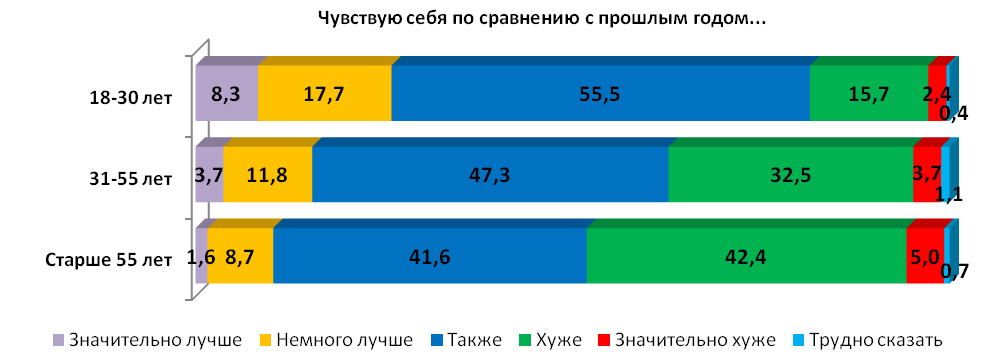 Чувствую себя по сравнению с прошлым годом...
18-30 лет 8,3 17,7 55,5 15,7 2,4 0,4
31-55 лет 3,7 11,8 47,3 32,5 3,7 1,1
Старше 55 лет 1,6 8,7 41,6 42,4 5,0 0,7
Значительно лучше Немного лучше Также Хуже Значительно хуже Трудно сказать